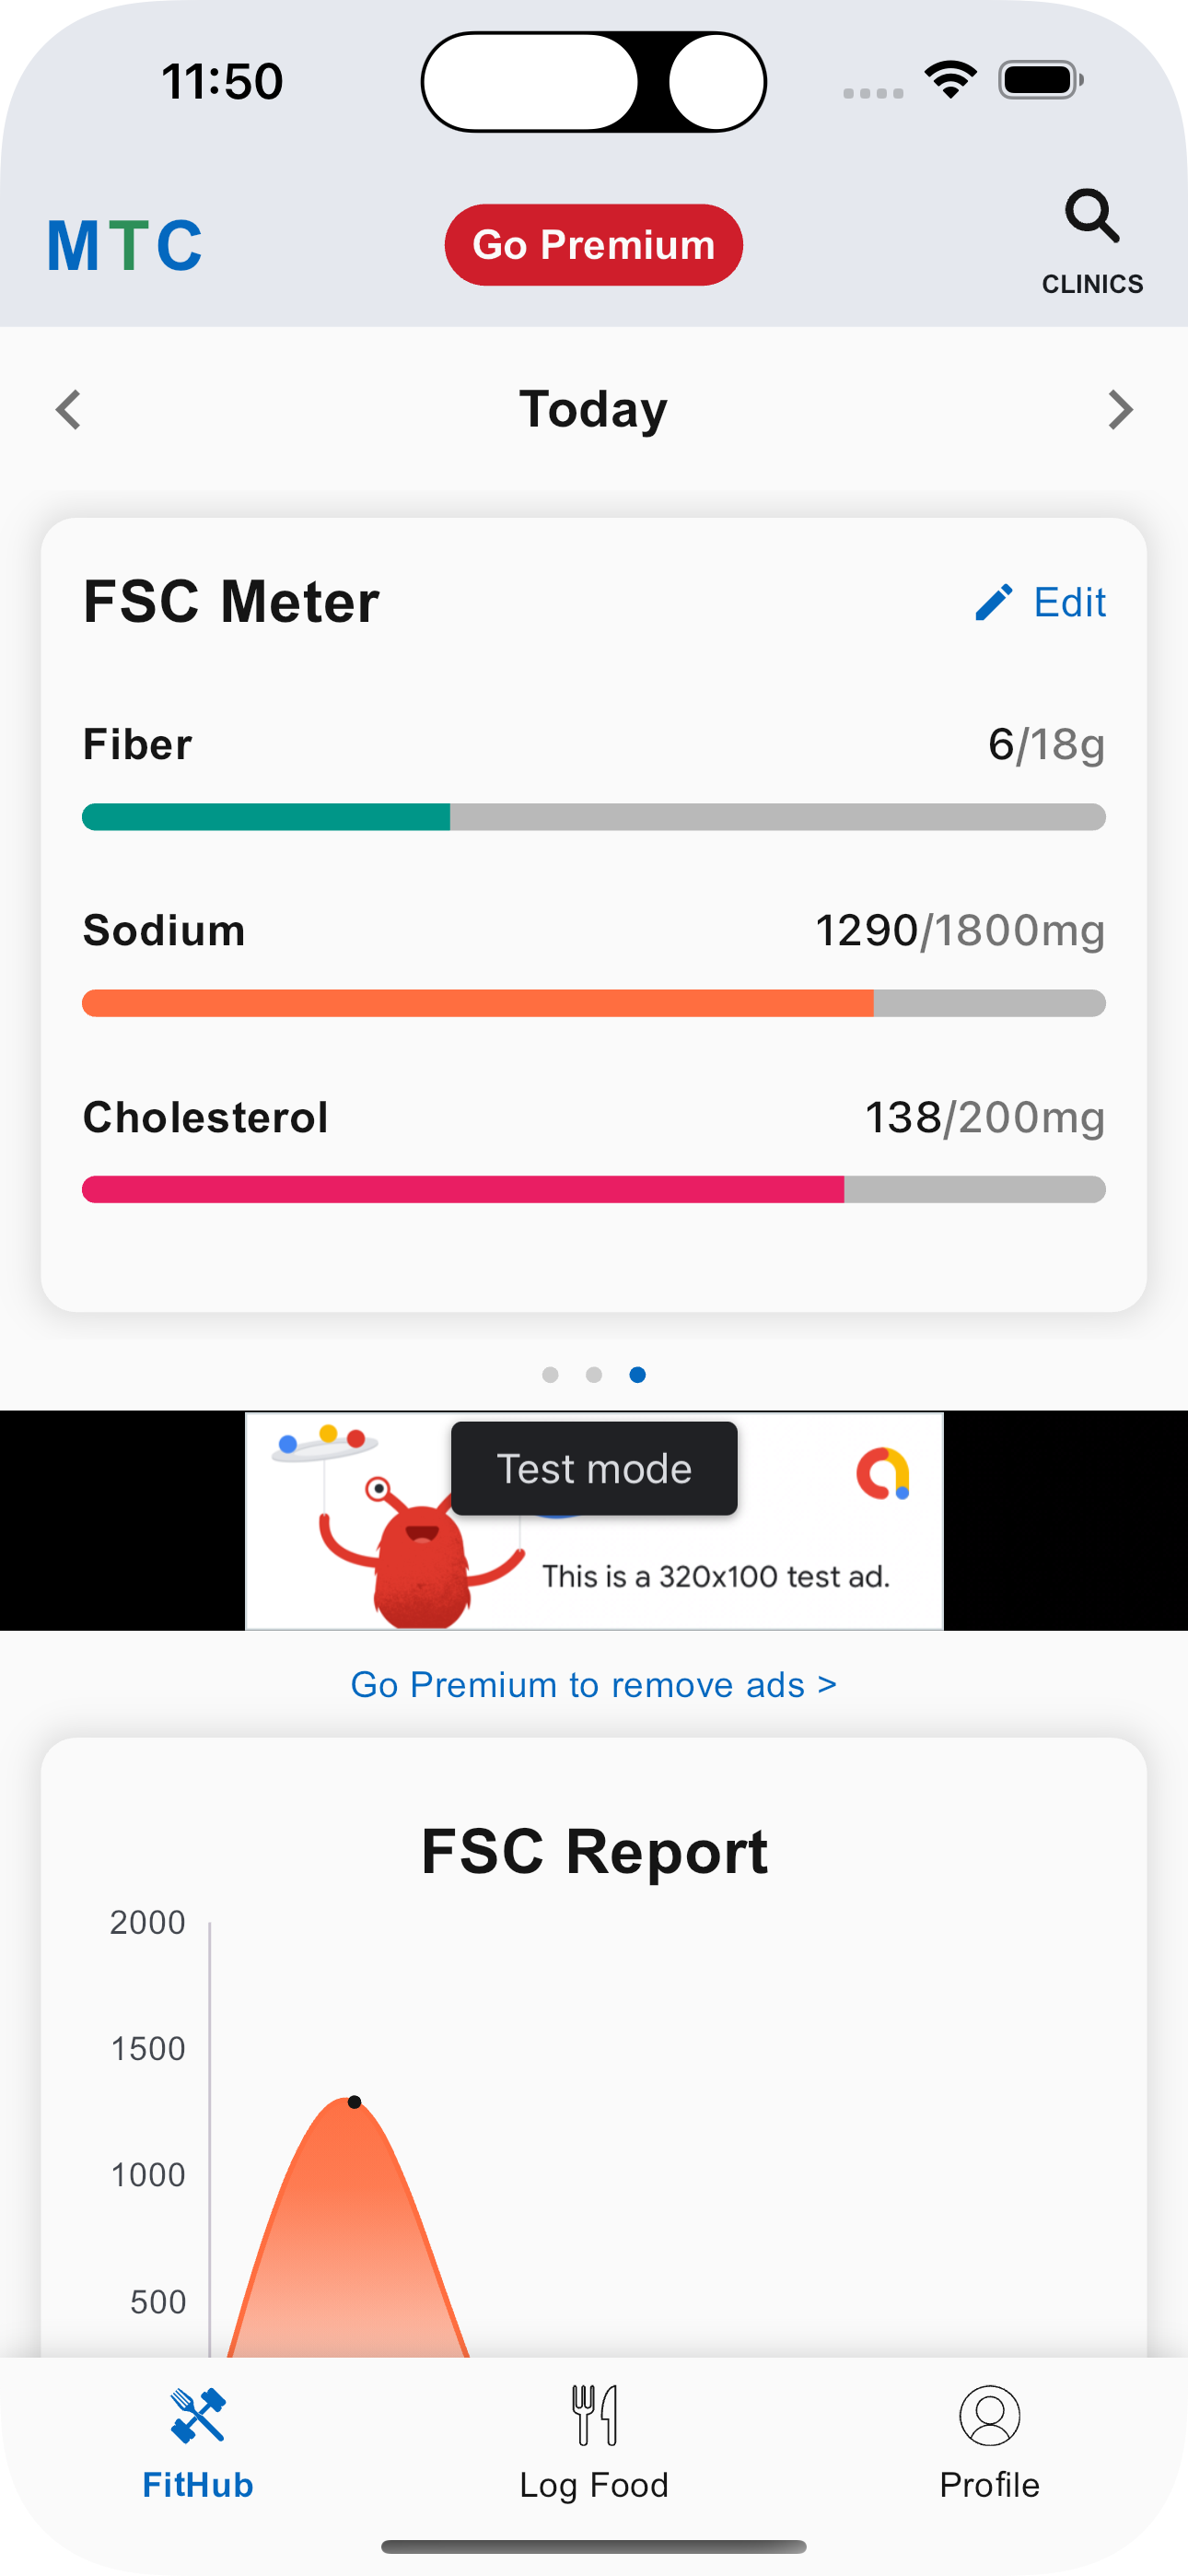 11:50
MTC
Go Premium
CLINICS
Today
FSC Meter
Edit
Fiber
6/18g
Sodium
1290/1800mg
Cholesterol
138/200mg
Test mode
This is a 320x100 test ad.
Go Premium to remove ads >
FSC Report
2000
1500
1000
500
FitHub
Log Food
Profile